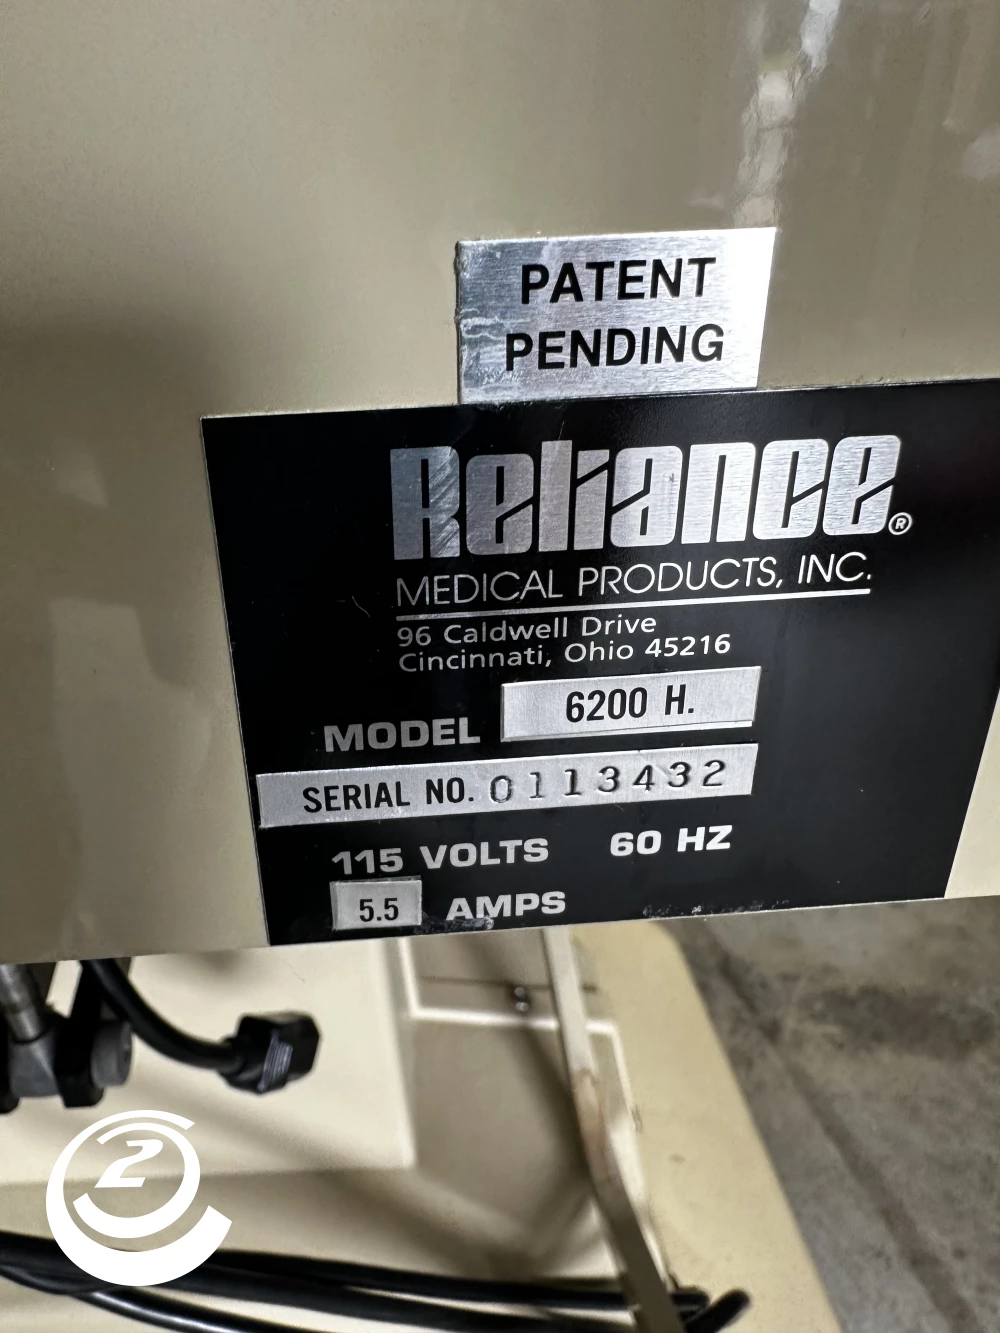 PATENT
PENDING
Reliance®
MEDICAL PRODUCTS, INC.
96 Caldwell Drive
Cincinnati, Ohio 45216
MODEL 6200 H.
SERIAL NO. 0113432
115 VOLTS 60 HZ
5.5 AMPS
2